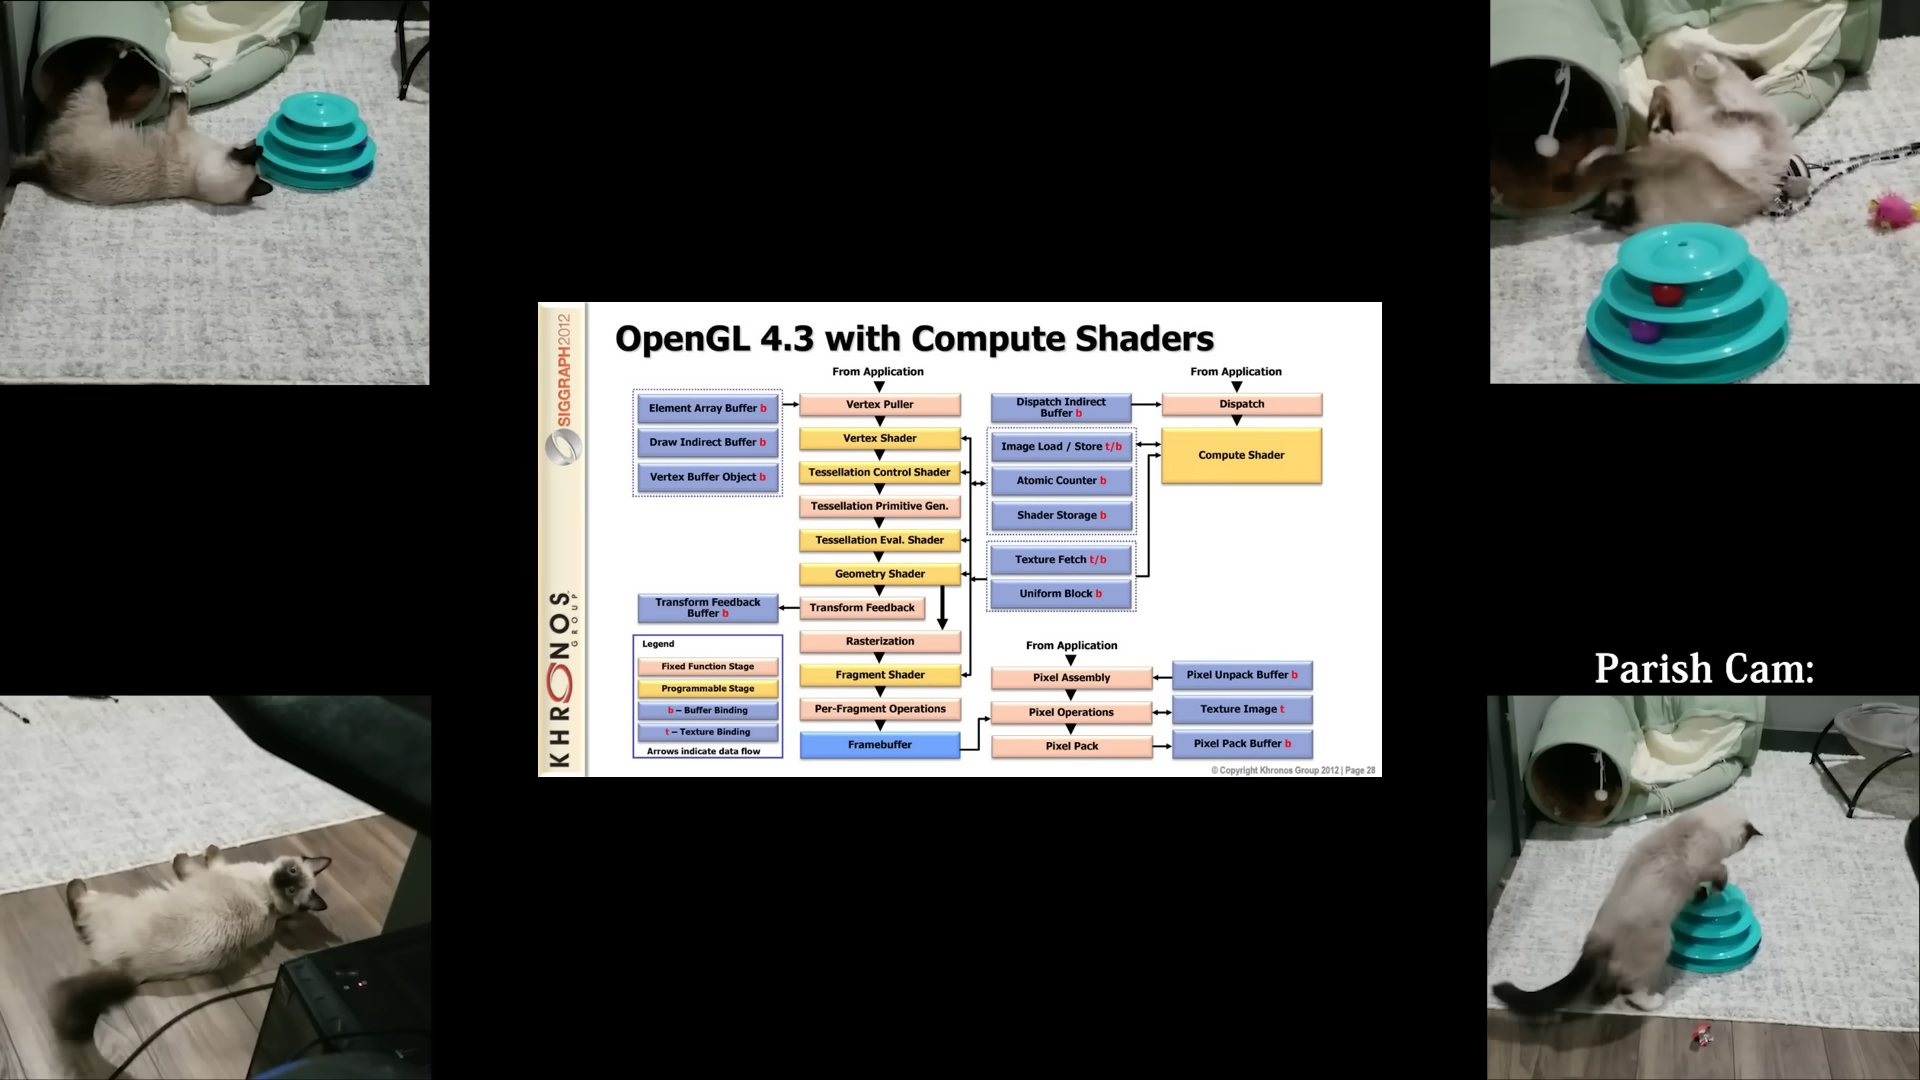 OpenGL 4.3 with Compute Shaders
SIGGRAPH2012
KHRONOS
GROUP
From Application
Element Array Buffer b
Draw Indirect Buffer b
Vertex Buffer Object b
Vertex Puller
Vertex Shader
Tessellation Control Shader
Tessellation Primitive Gen.
Tessellation Eval. Shader
Geometry Shader
Transform Feedback
Transform Feedback
Buffer b
Rasterization
Fragment Shader
Per-Fragment Operations
Framebuffer
Legend
Fixed Function Stage
Programmable Stage
b – Buffer Binding
t – Texture Binding
Arrows indicate data flow
From Application
Dispatch Indirect
Buffer b
Dispatch
Image Load / Store t/b
Atomic Counter b
Shader Storage b
Compute Shader
Texture Fetch t/b
Uniform Block b
From Application
Pixel Assembly
Pixel Operations
Pixel Pack
Pixel Unpack Buffer b
Texture Image t
Pixel Pack Buffer b
© Copyright Khronos Group 2012 | Page 28
Parish Cam: